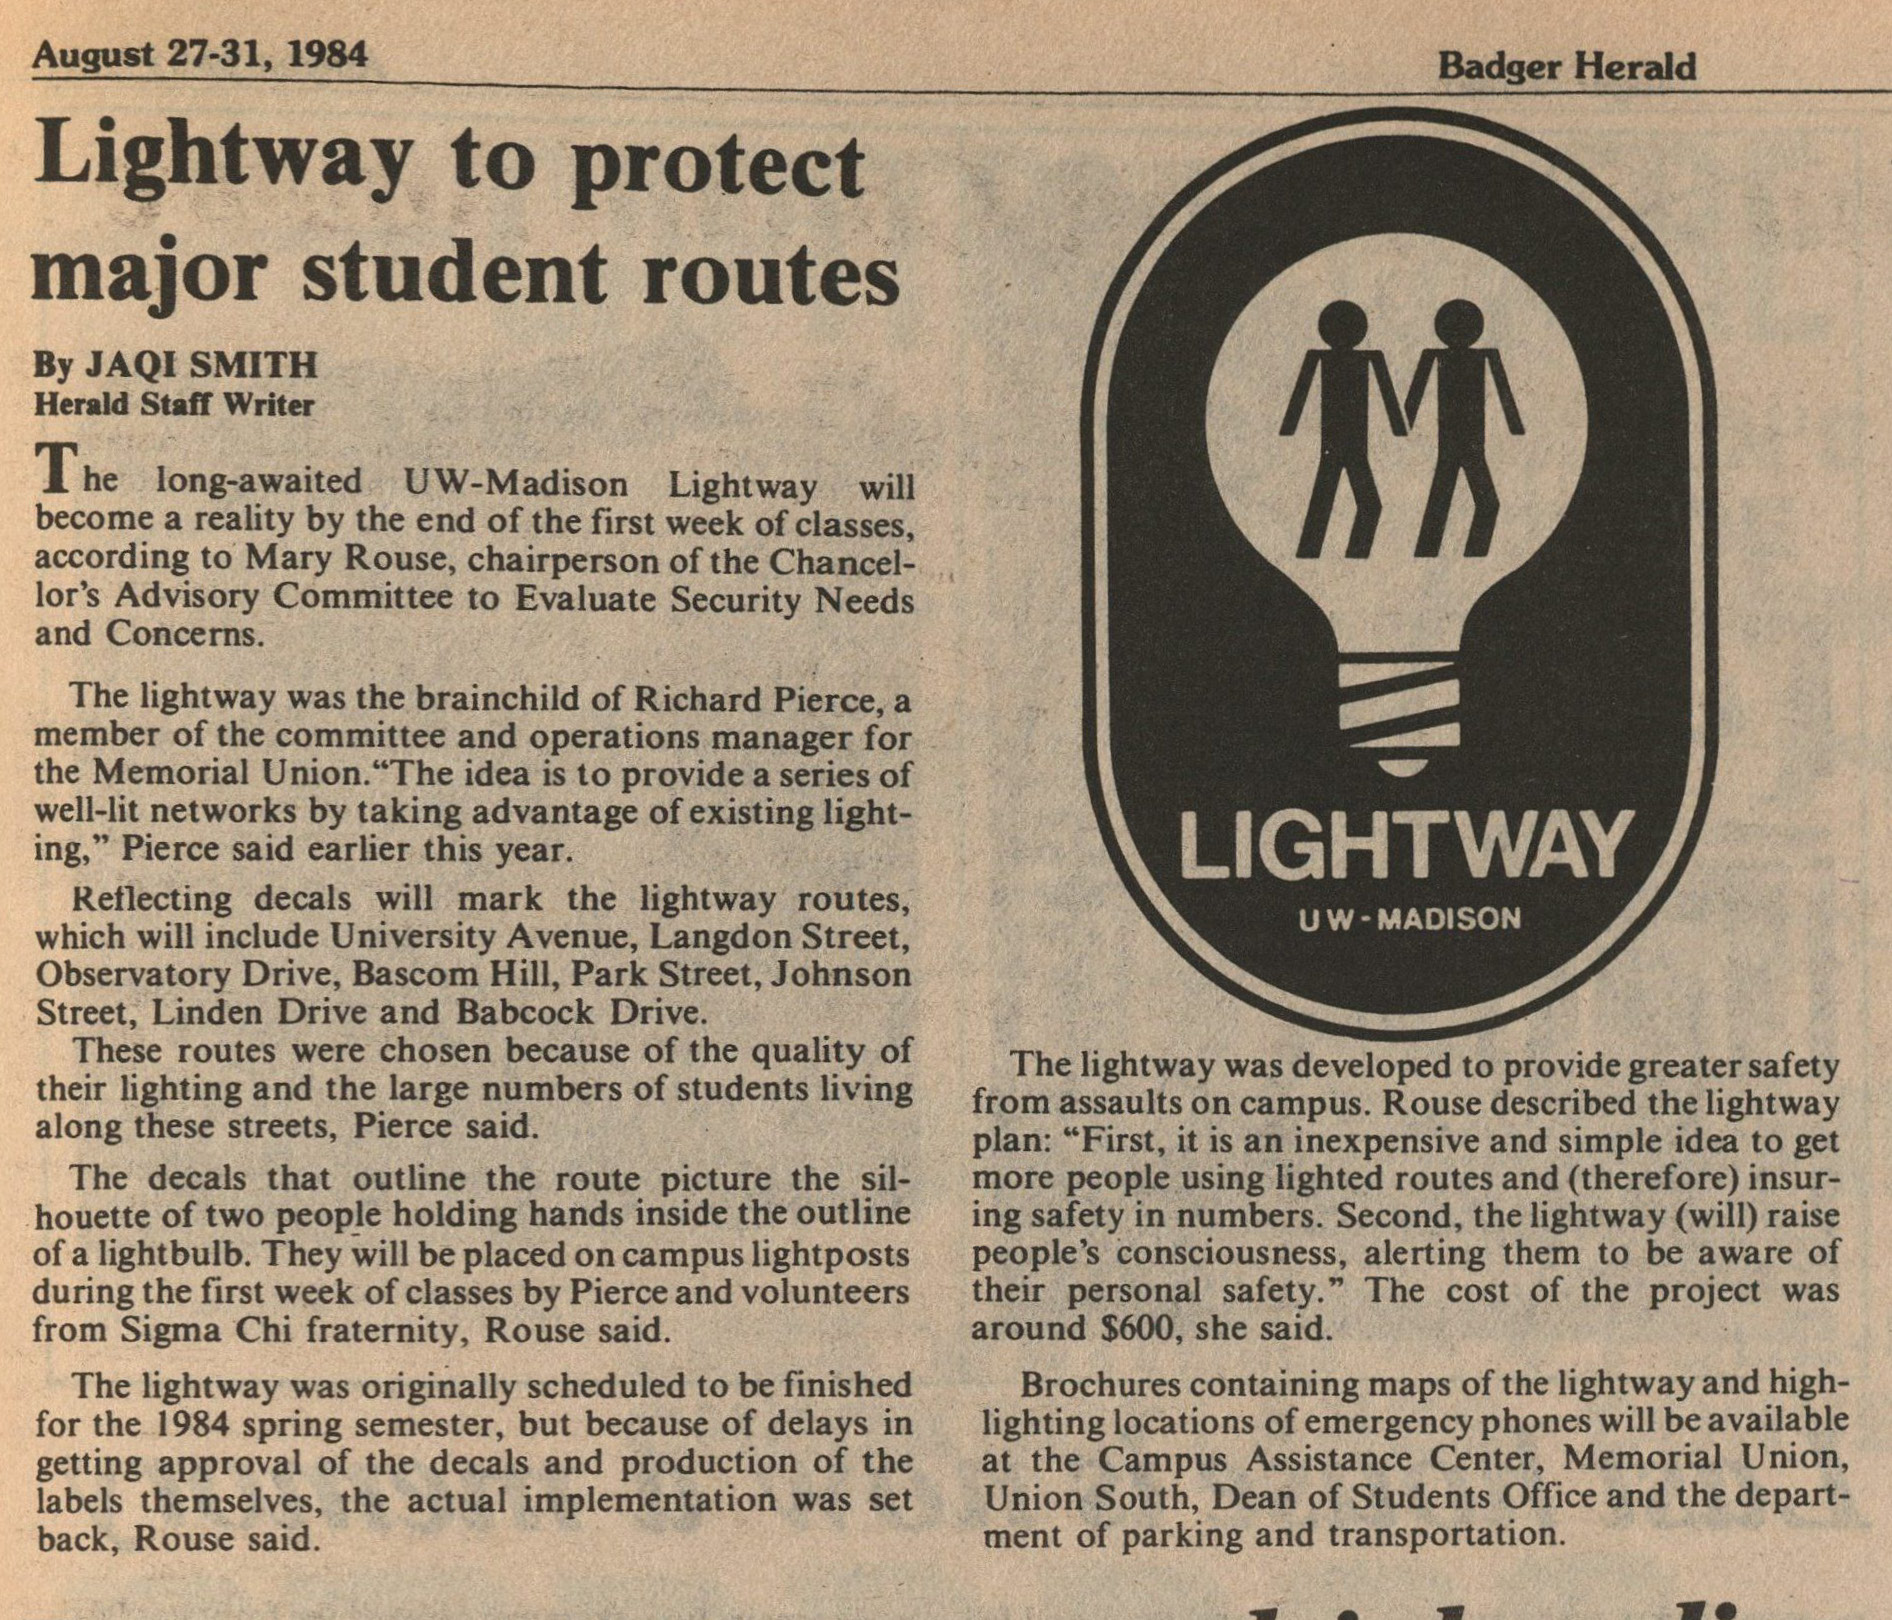 August 27-31, 1984
Badger Herald
Lightway to protect
major student routes
By JAQI SMITH
Herald Staff Writer
The long-awaited UW-Madison Lightway will
become a reality by the end of the first week of classes,
according to Mary Rouse, chairperson of the Chancel-
lor's Advisory Committee to Evaluate Security Needs
and Concerns.
The lightway was the brainchild of Richard Pierce, a
member of the committee and operations manager for
the Memorial Union.“The idea is to provide a series of
well-lit networks by taking advantage of existing light-
ing,” Pierce said earlier this year.
Reflecting decals will mark the lightway routes,
which will include University Avenue, Langdon Street,
Observatory Drive, Bascom Hill, Park Street, Johnson
Street, Linden Drive and Babcock Drive.
These routes were chosen because of the quality of
their lighting and the large numbers of students living
along these streets, Pierce said.
The decals that outline the route picture the sil-
houette of two people holding hands inside the outline
of a lightbulb. They will be placed on campus lightposts
during the first week of classes by Pierce and volunteers
from Sigma Chi fraternity, Rouse said.
The lightway was originally scheduled to be finished
for the 1984 spring semester, but because of delays in
getting approval of the decals and production of the
labels themselves, the actual implementation was set
back, Rouse said.
LIGHTWAY
UW-MADISON
The lightway was developed to provide greater safety
from assaults on campus. Rouse described the lightway
plan: “First, it is an inexpensive and simple idea to get
more people using lighted routes and (therefore) insur-
ing safety in numbers. Second, the lightway (will) raise
people's consciousness, alerting them to be aware of
their personal safety.” The cost of the project was
around $600, she said.
Brochures containing maps of the lightway and high-
lighting locations of emergency phones will be available
at the Campus Assistance Center, Memorial Union,
Union South, Dean of Students Office and the depart-
ment of parking and transportation.